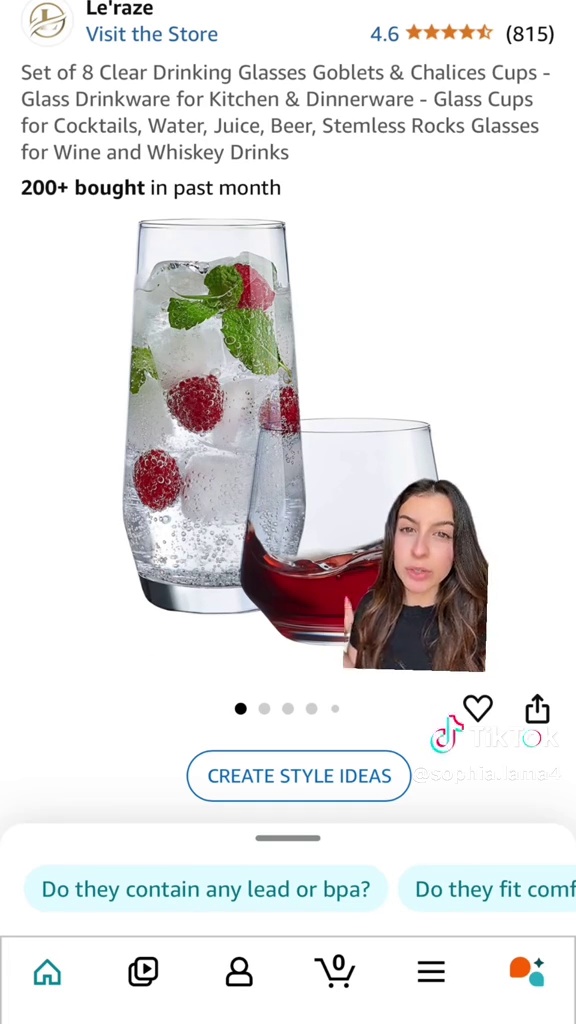 Le'raze
Visit the Store
4.6 (815)
Set of 8 Clear Drinking Glasses Goblets & Chalices Cups -
Glass Drinkware for Kitchen & Dinnerware - Glass Cups
for Cocktails, Water, Juice, Beer, Stemless Rocks Glasses
for Wine and Whiskey Drinks
200+ bought in past month
TikTok
CREATE STYLE IDEAS
@sophia.lama4
Do they contain any lead or bpa?
Do they fit comf
0